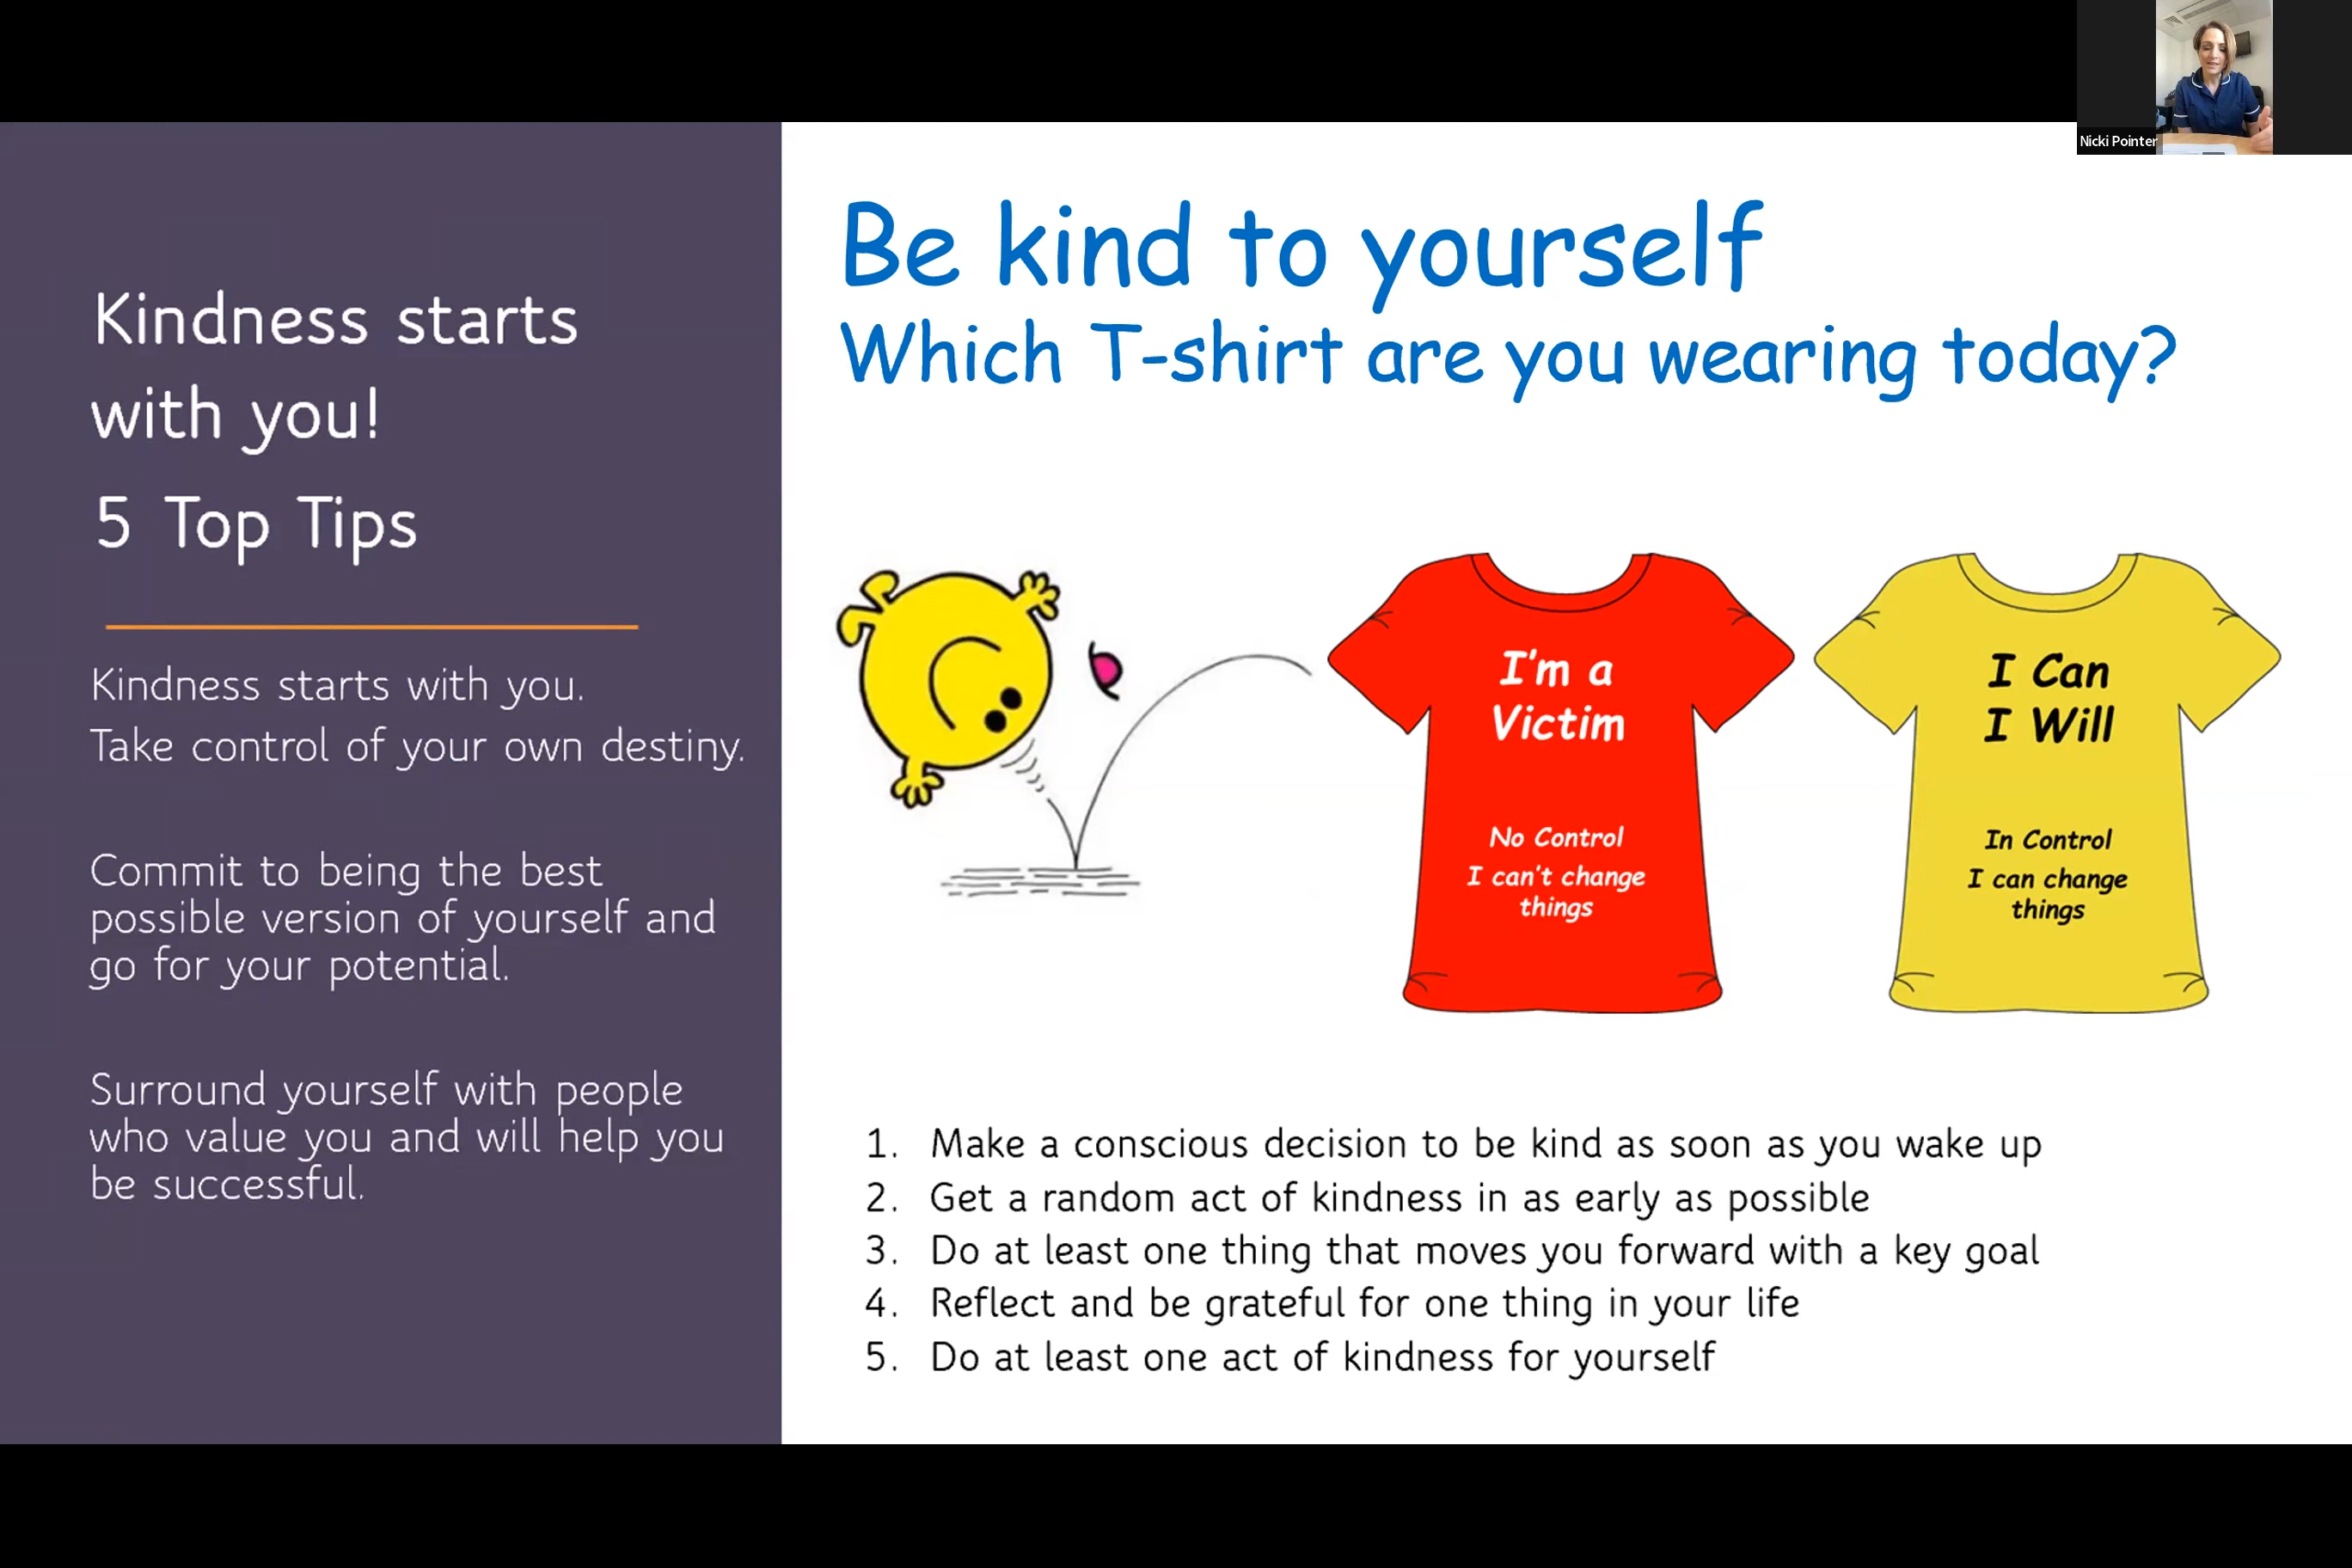 Nicki Pointer
Kindness starts
with you!
5 Top Tips
Kindness starts with you.
Take control of your own destiny.
Commit to being the best
possible version of yourself and
go for your potential.
Surround yourself with people
who value you and will help you
be successful.
Be kind to yourself
Which T-shirt are you wearing today?
I'm a
Victim
No Control
I can't change
things
I Can
I Will
In Control
I can change
things
1. Make a conscious decision to be kind as soon as you wake up
2. Get a random act of kindness in as early as possible
3. Do at least one thing that moves you forward with a key goal
4. Reflect and be grateful for one thing in your life
5. Do at least one act of kindness for yourself